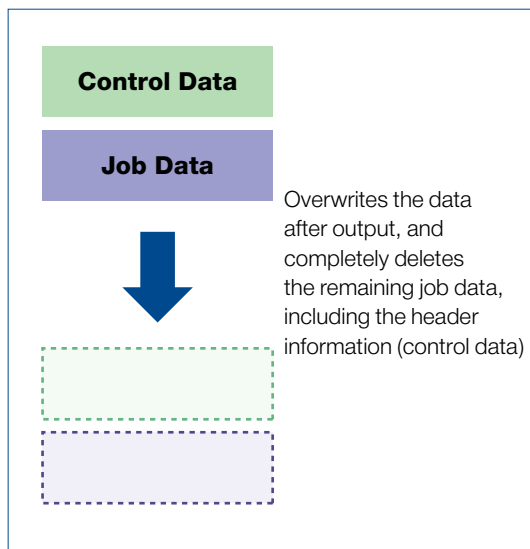 Control Data
Job Data
Overwrites the data
after output, and
completely deletes
the remaining job data,
including the header
information (control data)